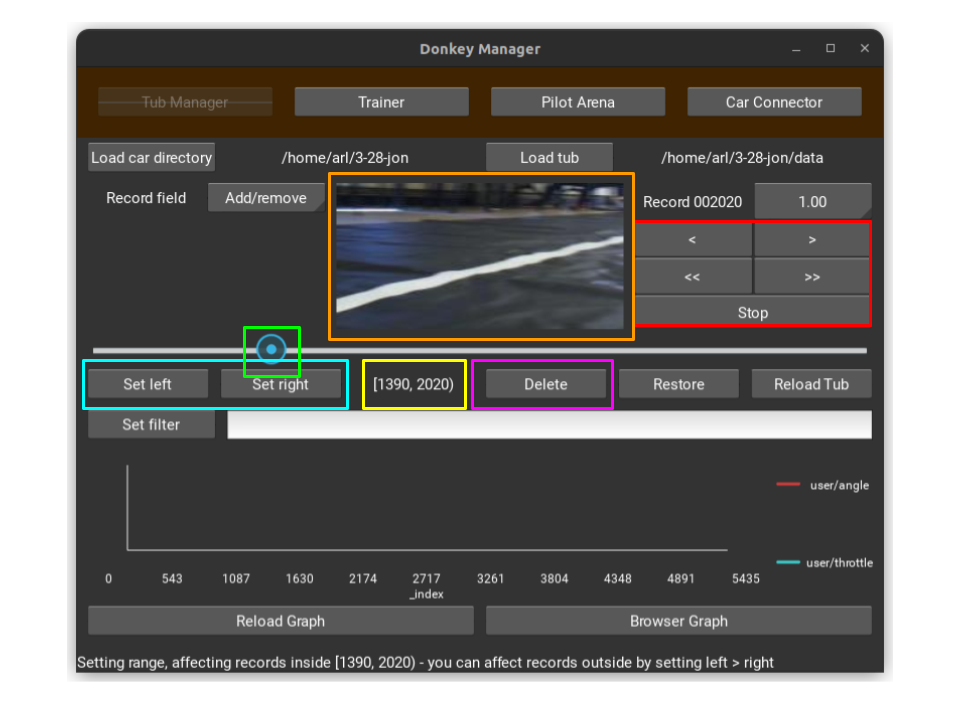 Donkey Manager
Tub Manager Trainer Pilot Arena Car Connector
Load car directory /home/arl/3-28-jon Load tub /home/arl/3-28-jon/data
Record field Add/remove Record 002020 1.00
< >
<< >>
Stop
Set left Set right [1390, 2020) Delete Restore Reload Tub
Set filter
user/angle
user/throttle
0 543 1087 1630 2174 2717 3261 3804 4348 4891 5435
_index
Reload Graph Browser Graph
Setting range, affecting records inside [1390, 2020) - you can affect records outside by setting left > right